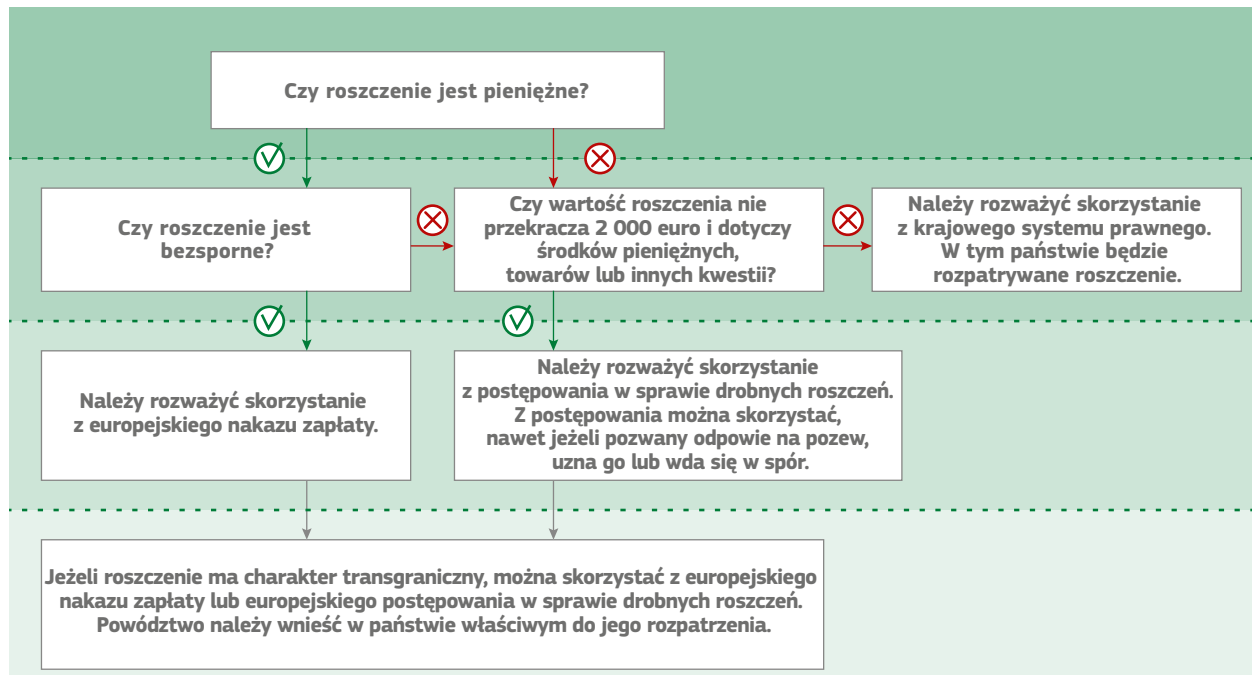 Czy roszczenie jest pieniężne?
Czy roszczenie jest
bezsporne?
Czy wartość roszczenia nie
przekracza 2 000 euro i dotyczy
środków pieniężnych,
towarów lub innych kwestii?
Należy rozważyć skorzystanie
z krajowego systemu prawnego.
W tym państwie będzie
rozpatrywane roszczenie.
Należy rozważyć skorzystanie
z europejskiego nakazu zapłaty.
Należy rozważyć skorzystanie
z postępowania w sprawie drobnych roszczeń.
Z postępowania można skorzystać,
nawet jeżeli pozwany odpowie na pozew,
uzna go lub wda się w spór.
Jeżeli roszczenie ma charakter transgraniczny, można skorzystać z europejskiego
nakazu zapłaty lub europejskiego postępowania w sprawie drobnych roszczeń.
Powództwo należy wnieść w państwie właściwym do jego rozpatrzenia.